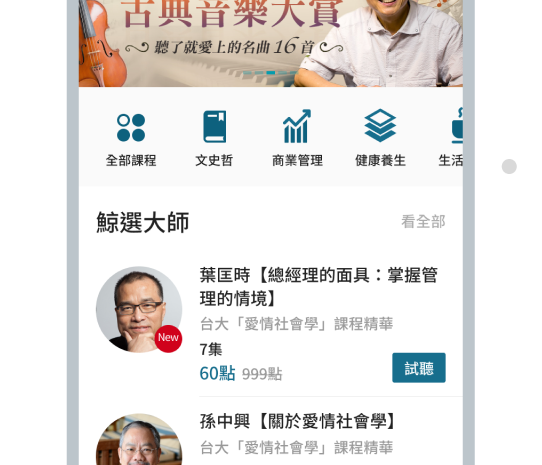 古典音樂大賞
聽了就愛上的名曲 16 首
全部課程
文史哲
商業管理
健康養生
生活
鯨選大師
看全部
葉匡時【總經理的面具：掌握管
理的情境】
台大「愛情社會學」課程精華
New
7集
60點 999點
試聽
孫中興【關於愛情社會學】
台大「愛情社會學」課程精華